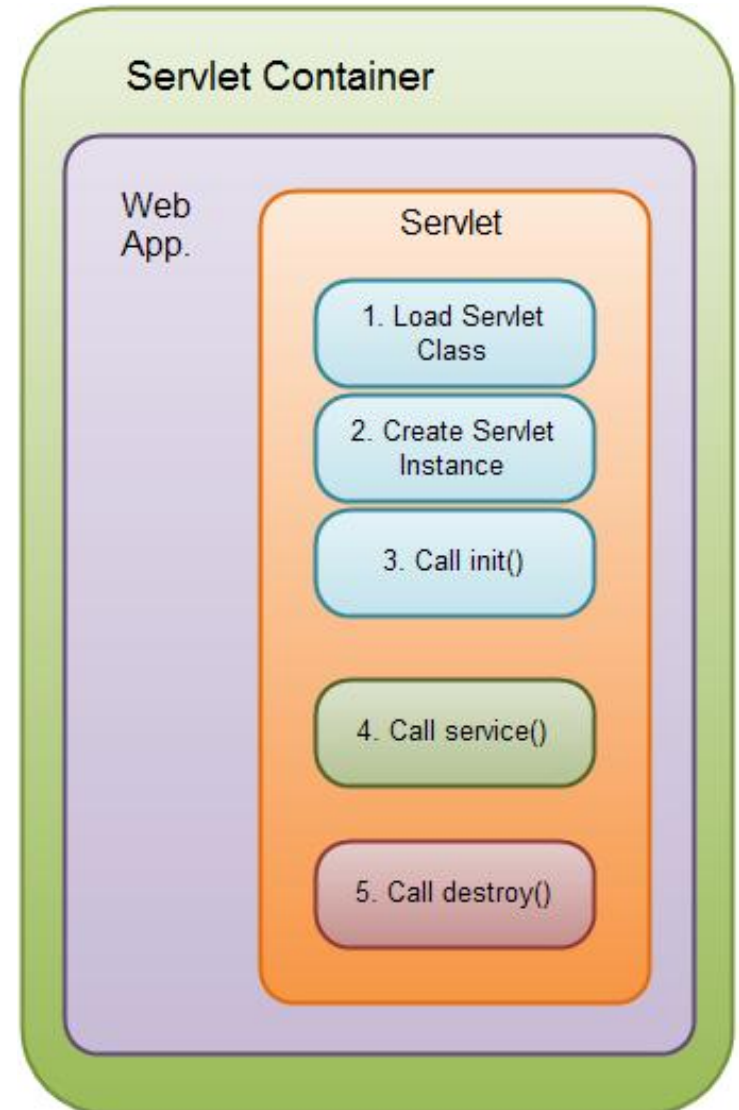 Servlet Container
Web
App.
Servlet
1. Load Servlet
Class
2. Create Servlet
Instance
3. Call init()
4. Call service()
5. Call destroy()